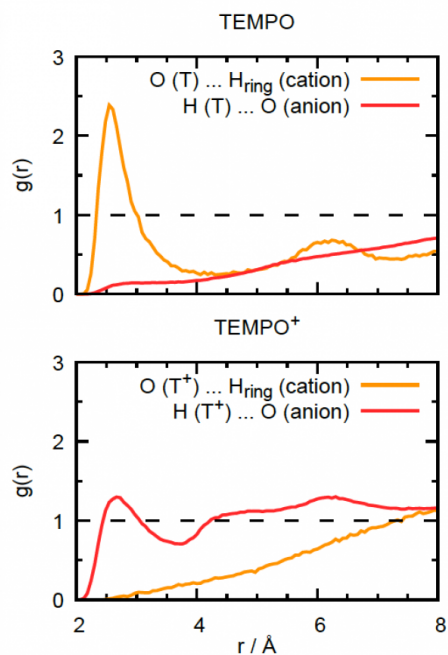 TEMPO
3
O (T) ... H_ring (cation)
H (T) ... O (anion)
2
g(r)
1
0
TEMPO⁺
3
O (T⁺) ... H_ring (cation)
H (T⁺) ... O (anion)
2
g(r)
1
0
2 4 6 8
r / Å